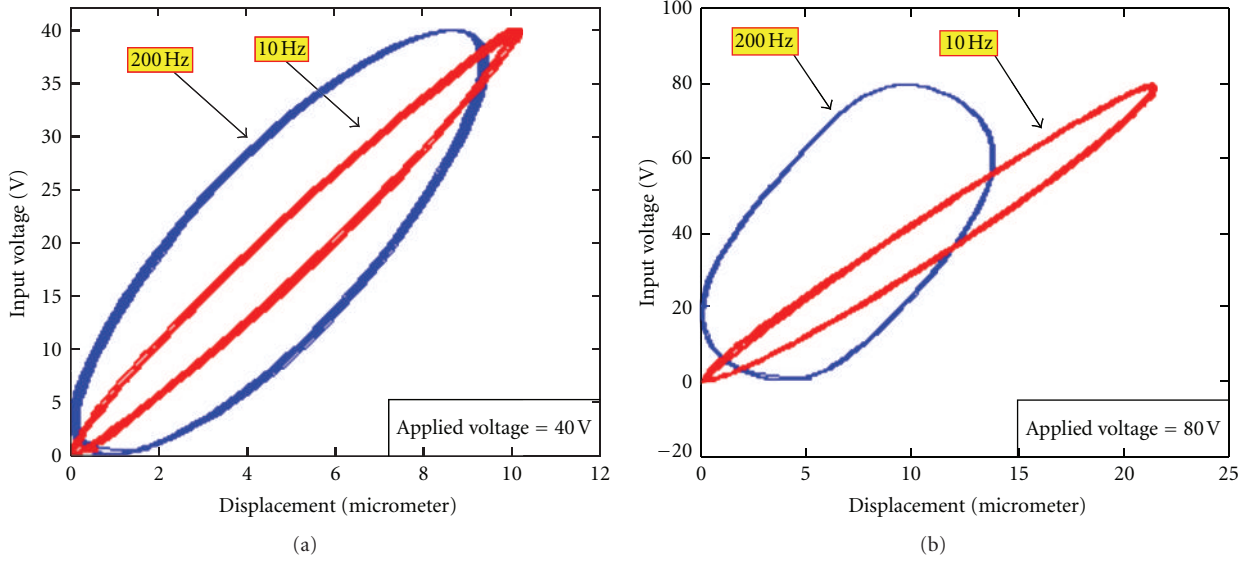 40
35
30
25
20
15
10
5
0
Input voltage (V)
200 Hz
10 Hz
Applied voltage = 40 V
0 2 4 6 8 10 12
Displacement (micrometer)
(a)
100
80
60
40
20
0
−20
Input voltage (V)
200 Hz
10 Hz
Applied voltage = 80 V
0 5 10 15 20 25
Displacement (micrometer)
(b)